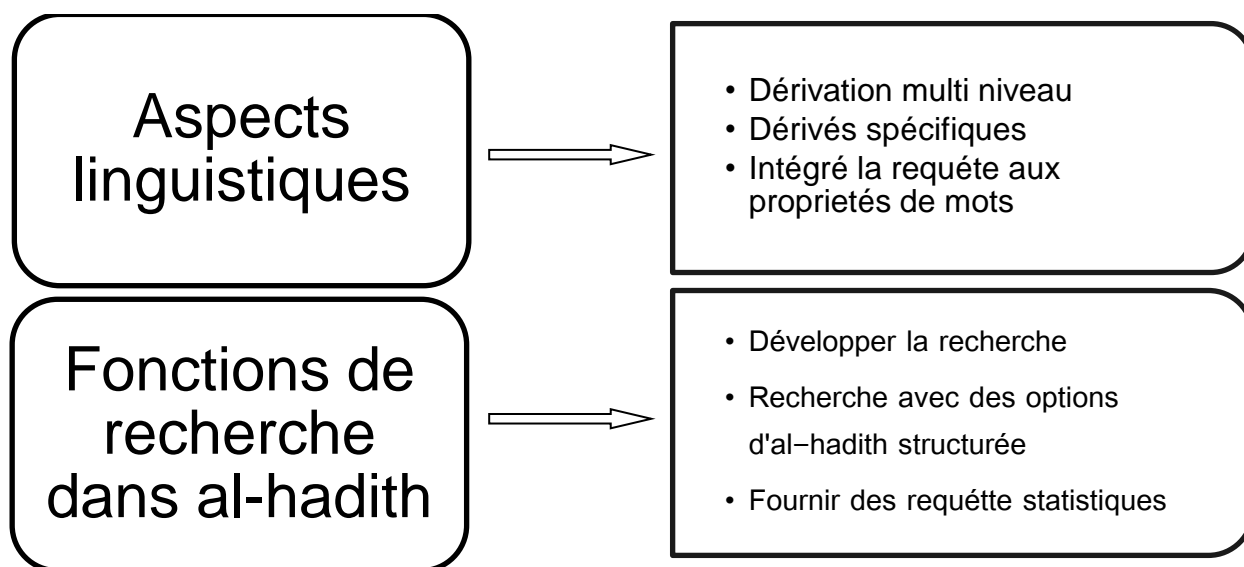 Aspects
linguistiques
• Dérivation multi niveau
• Dérivés spécifiques
• Intégré la requéte aux
proprietés de mots
Fonctions de
recherche
dans al-hadith
• Développer la recherche
• Recherche avec des options
d'al−hadith structurée
• Fournir des requétte statistiques